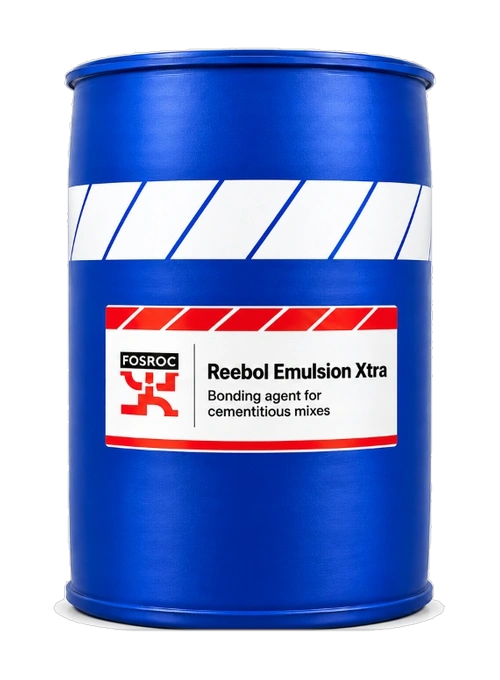 FOSROC
Reebol Emulsion Xtra
Bonding agent for
cementitious mixes